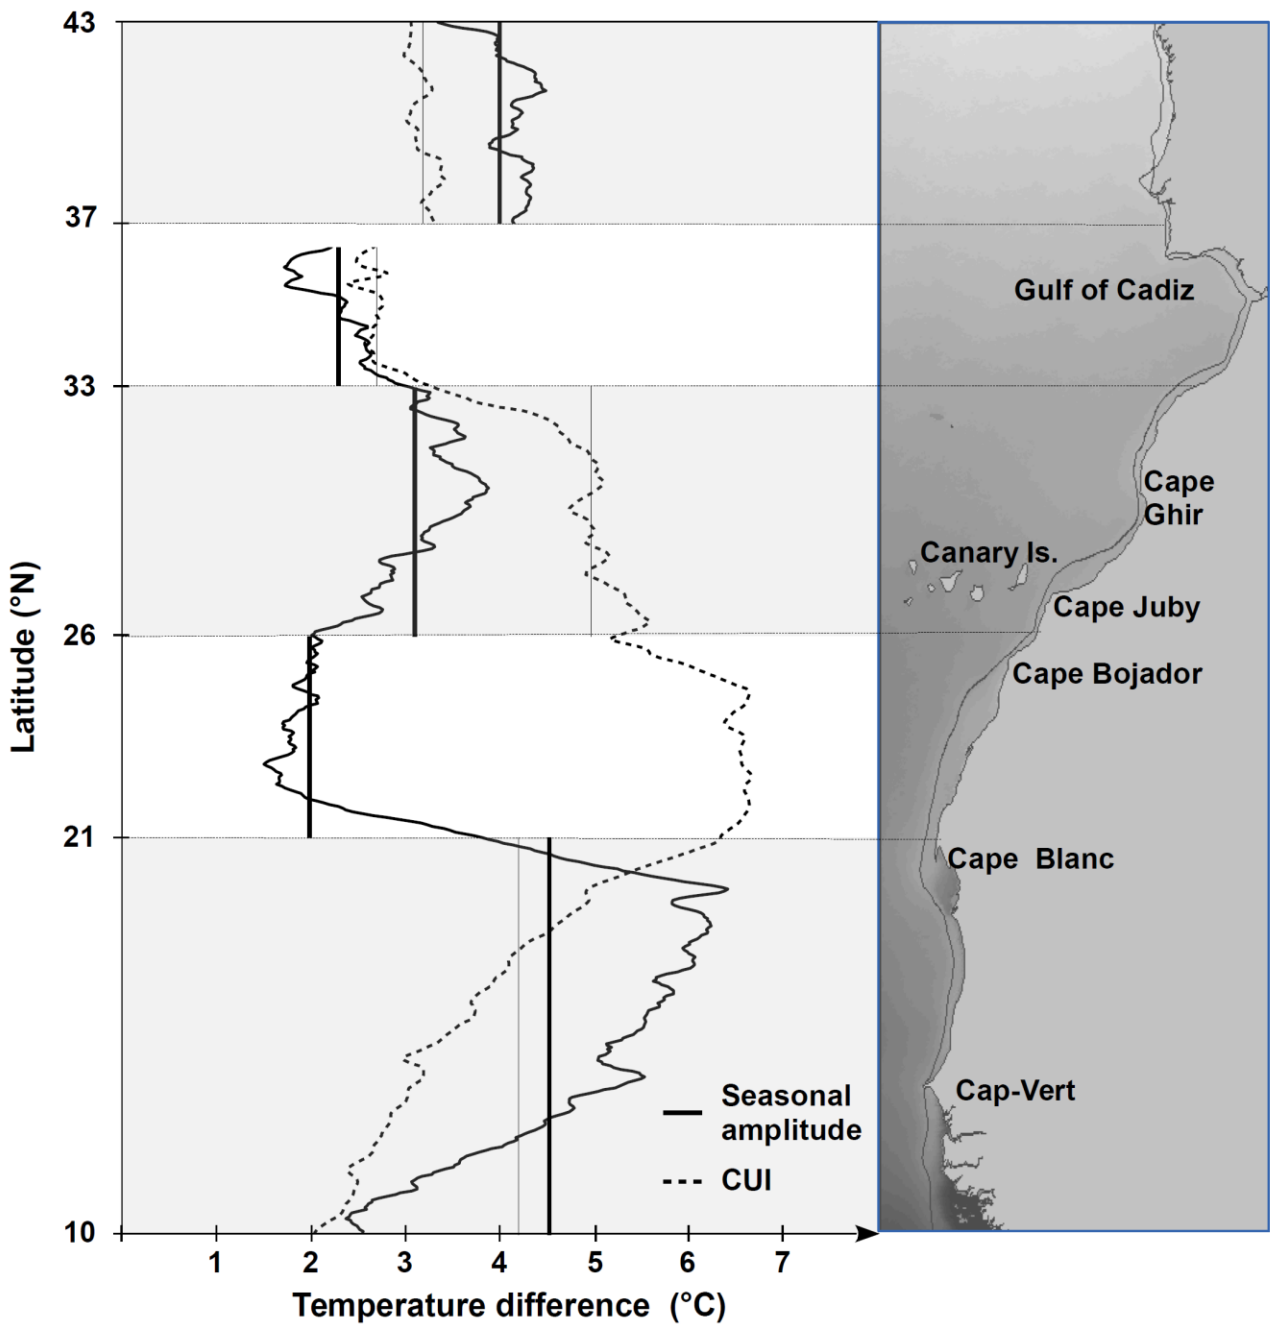 43
37
Gulf of Cadiz
33
Cape
Ghir
Canary Is.
Cape Juby
26
Cape Bojador
Latitude (°N)
21
Cape Blanc
Cap-Vert
Seasonal
amplitude
CUI
10
1 2 3 4 5 6 7
Temperature difference (°C)